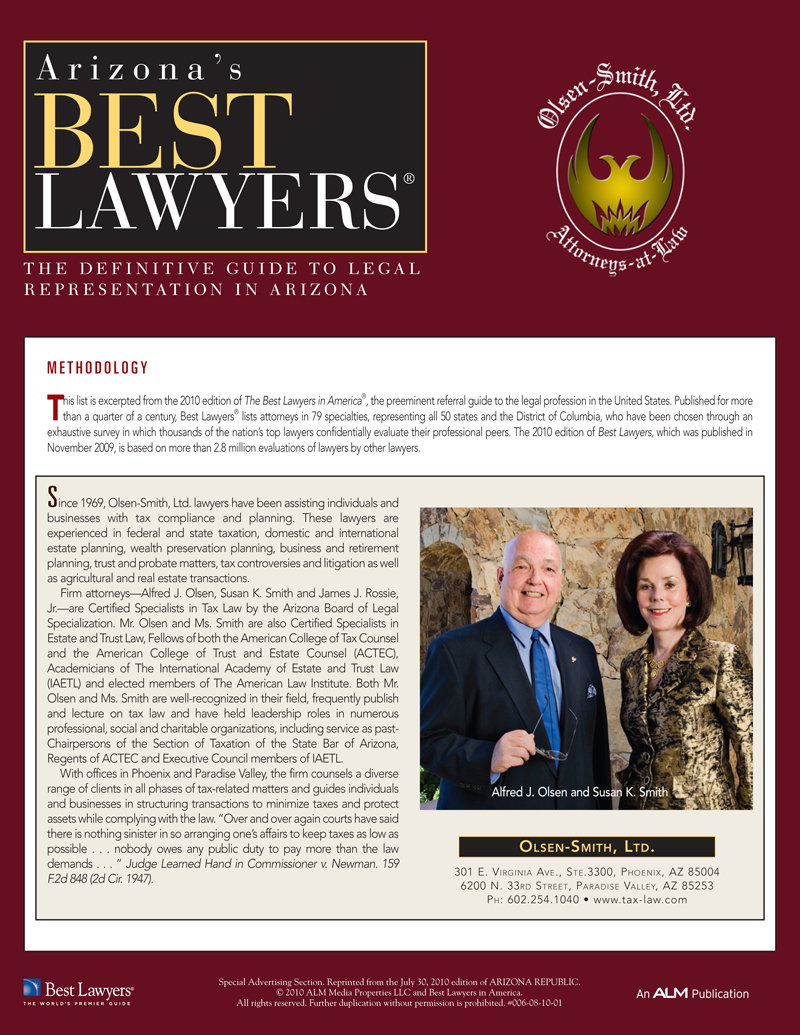 Arizona's
BEST
LAWYERS®
THE DEFINITIVE GUIDE TO LEGAL
REPRESENTATION IN ARIZONA
Olsen-Smith, Ltd.
Attorneys-at-Law
METHODOLOGY
This list is excerpted from the 2010 edition of The Best Lawyers in America®, the preeminent referral guide to the legal profession in the United States. Published for more
than a quarter of a century, Best Lawyers® lists attorneys in 79 specialties, representing all 50 states and the District of Columbia, who have been chosen through an
exhaustive survey in which thousands of the nation's top lawyers confidentially evaluate their professional peers. The 2010 edition of Best Lawyers, which was published in
November 2009, is based on more than 2.8 million evaluations of lawyers by other lawyers.
Since 1969, Olsen-Smith, Ltd. lawyers have been assisting individuals and
businesses with tax compliance and planning. These lawyers are
experienced in federal and state taxation, domestic and international
estate planning, wealth preservation planning, business and retirement
planning, trust and probate matters, tax controversies and litigation as well
as agricultural and real estate transactions.
Firm attorneys—Alfred J. Olsen, Susan K. Smith and James J. Rossie,
Jr.—are Certified Specialists in Tax Law by the Arizona Board of Legal
Specialization. Mr. Olsen and Ms. Smith are also Certified Specialists in
Estate and Trust Law, Fellows of both the American College of Tax Counsel
and the American College of Trust and Estate Counsel (ACTEC),
Academicians of The International Academy of Estate and Trust Law
(IAETL) and elected members of The American Law Institute. Both Mr.
Olsen and Ms. Smith are well-recognized in their field, frequently publish
and lecture on tax law and have held leadership roles in numerous
professional, social and charitable organizations, including service as past-
Chairpersons of the Section of Taxation of the State Bar of Arizona,
Regents of ACTEC and Executive Council members of IAETL.
With offices in Phoenix and Paradise Valley, the firm counsels a diverse
range of clients in all phases of tax-related matters and guides individuals
and businesses in structuring transactions to minimize taxes and protect
assets while complying with the law. "Over and over again courts have said
there is nothing sinister in so arranging one's affairs to keep taxes as low as
possible . . . nobody owes any public duty to pay more than the law
demands . . . " Judge Learned Hand in Commissioner v. Newman. 159
F.2d 848 (2d Cir. 1947).
Alfred J. Olsen and Susan K. Smith
OLSEN-SMITH, LTD.
301 E. VIRGINIA AVE., STE.3300, PHOENIX, AZ 85004
6200 N. 33RD STREET, PARADISE VALLEY, AZ 85253
PH: 602.254.1040 • www.tax-law.com
Best Lawyers®
THE WORLD'S PREMIER GUIDE
Special Advertising Section. Reprinted from the July 30, 2010 edition of ARIZONA REPUBLIC.
© 2010 ALM Media Properties LLC and Best Lawyers in America.
All rights reserved. Further duplication without permission is prohibited. #006-08-10-01
An ALM Publication